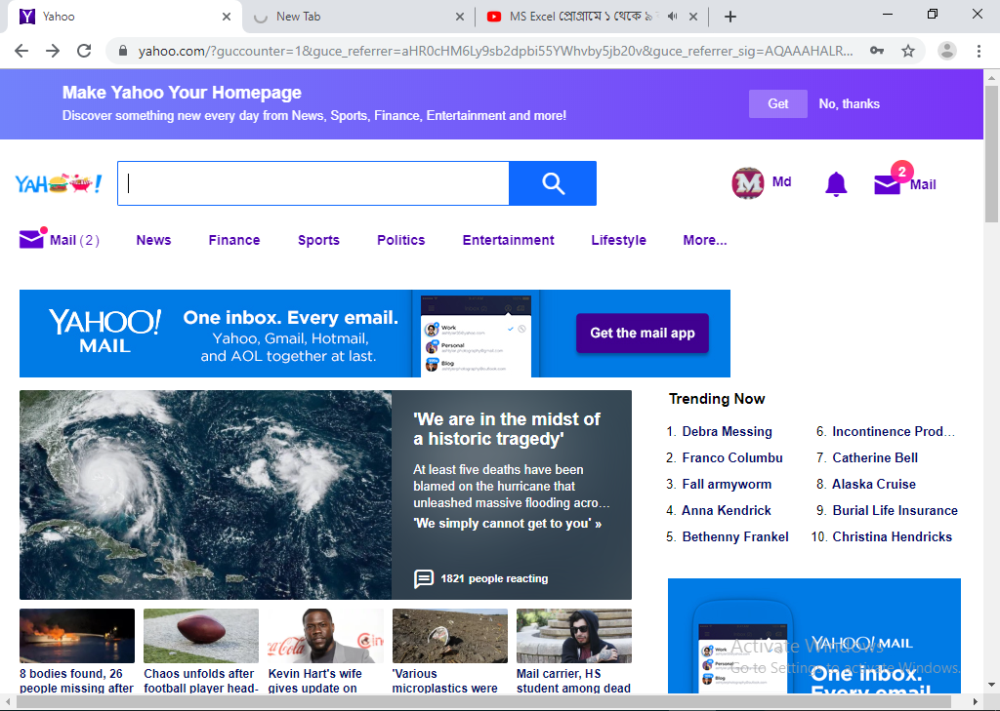 Yahoo
New Tab
MS Excel প্রোগ্রামে ১ থেকে ৯
yahoo.com/?guccounter=1&guce_referrer=aHR0cHM6Ly9sb2dpbi55YWhvby5jb20v&guce_referrer_sig=AQAAAHALR...
Make Yahoo Your Homepage
Discover something new every day from News, Sports, Finance, Entertainment and more!
Get
No, thanks
YAH !
Md
2
Mail
Mail (2)
News
Finance
Sports
Politics
Entertainment
Lifestyle
More...
YAHOO!
MAIL
One inbox. Every email.
Yahoo, Gmail, Hotmail,
and AOL together at last.
Work
Personal
Blog
Get the mail app
'We are in the midst of
a historic tragedy'
At least five deaths have been
blamed on the hurricane that
unleashed massive flooding acro...
'We simply cannot get to you' »
1821 people reacting
Trending Now
1. Debra Messing
2. Franco Columbu
3. Fall armyworm
4. Anna Kendrick
5. Bethenny Frankel
6. Incontinence Prod...
7. Catherine Bell
8. Alaska Cruise
9. Burial Life Insurance
10. Christina Hendricks
8 bodies found, 26
people missing after
Chaos unfolds after
football player head-
Kevin Hart's wife
gives update on
'Various
microplastics were
Mail carrier, HS
student among dead
Work
Personal
Blog
YAHOO! MAIL
One inbox.
Every email.
Activate Windows
Go to Settings to activate Windows.